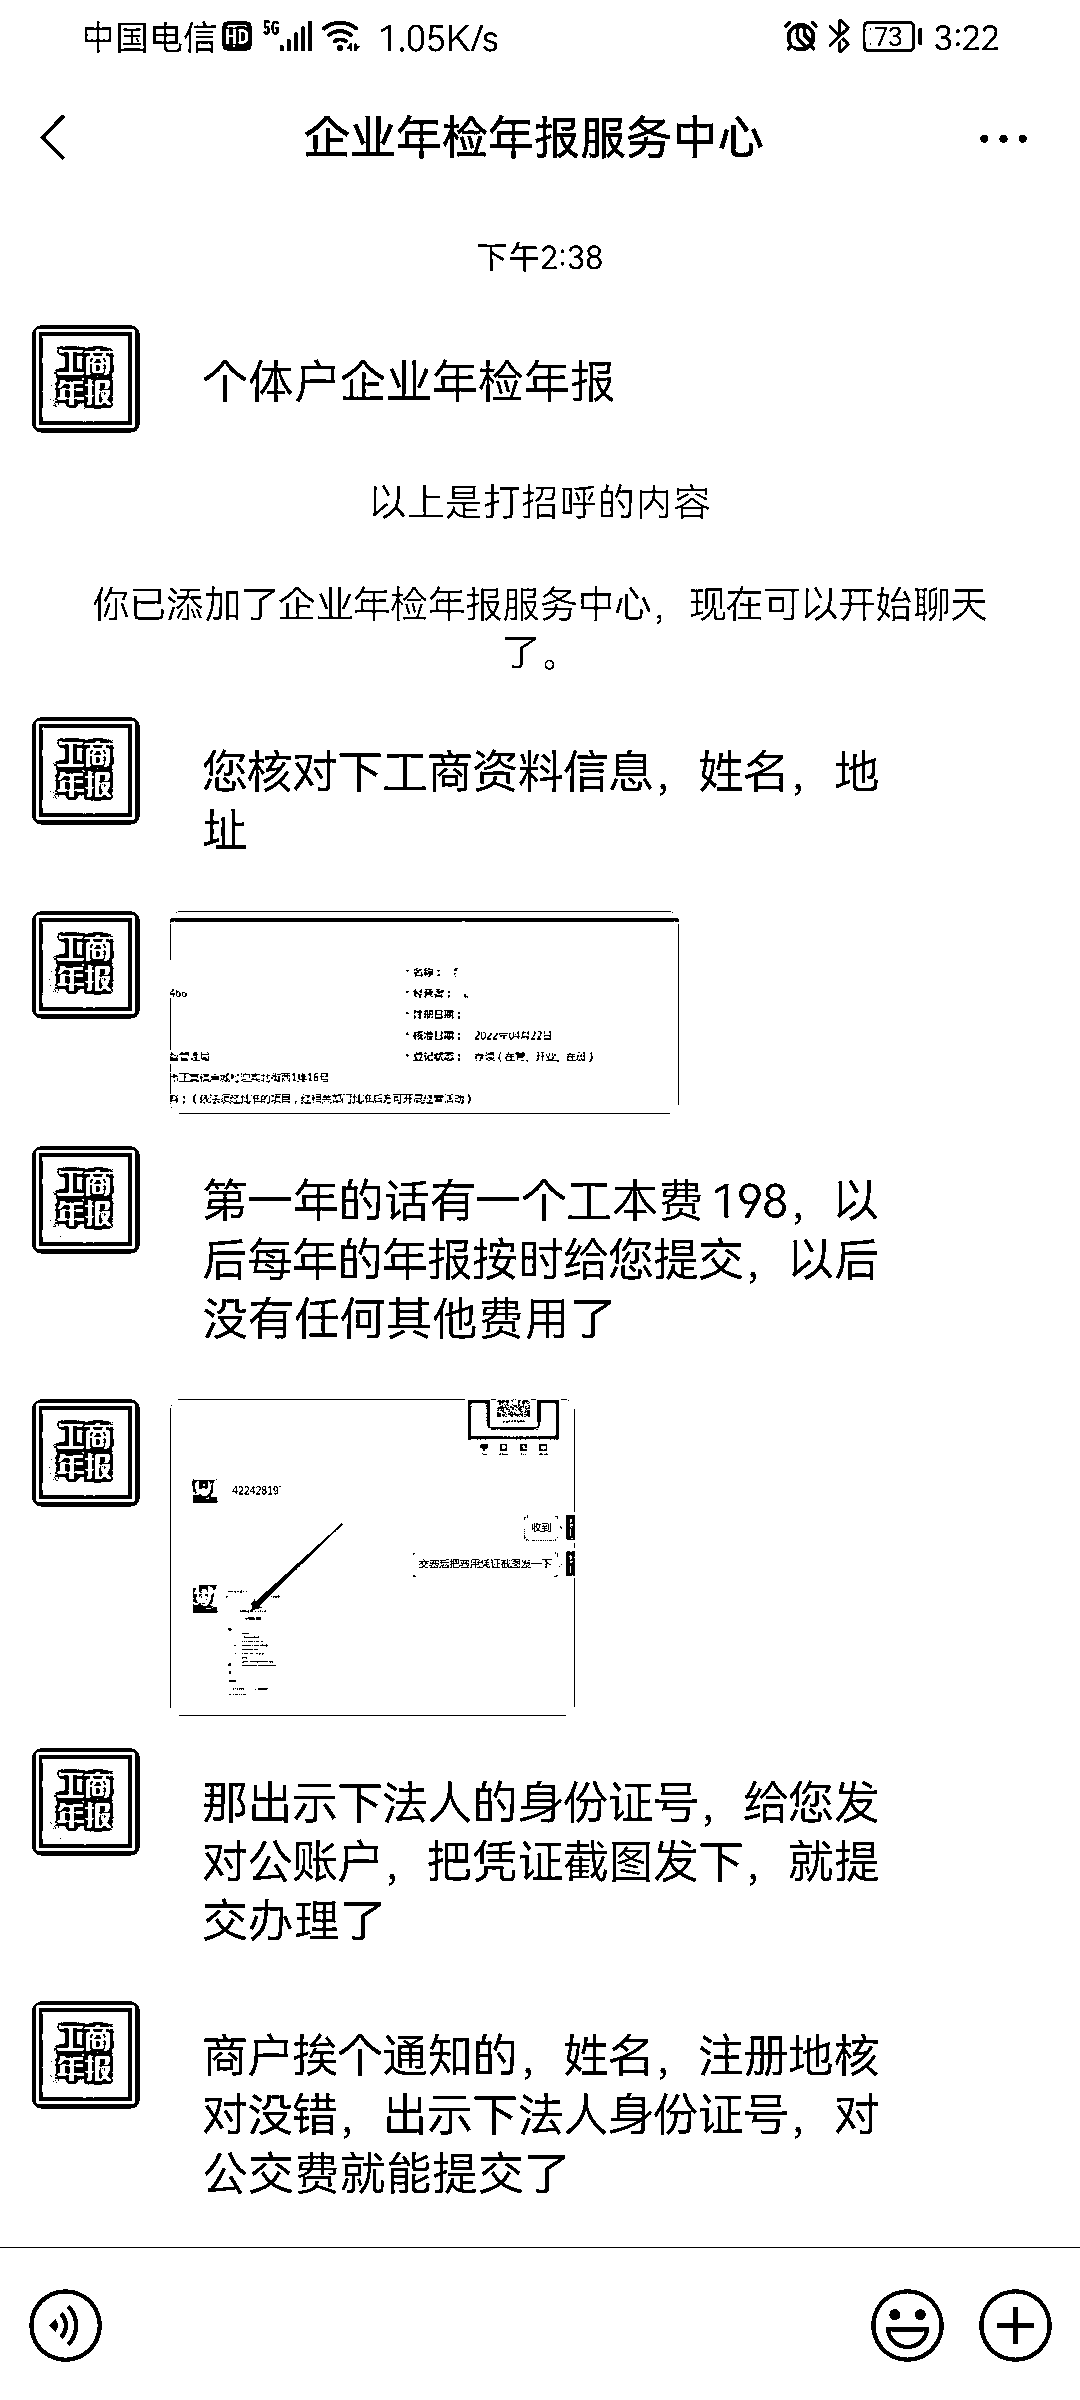 中国电信 HD 5G 1.05K/s 73 3:22
企业年检年报服务中心
下午2:38
工商
年报
个体户企业年检年报
以上是打招呼的内容
你已添加了企业年检年报服务中心，现在可以开始聊天
了。
工商
年报
您核对下工商资料信息，姓名，地
址
工商
年报
名称：
经营者：
注册日期：
核准日期： 2022年04月22日
登记状态： 存续（在营、开业、在册）
（依法须经批准的项目，经相关部门批准后方可开展经营活动）
工商
年报
第一年的话有一个工本费198，以
后每年的年报按时给您提交，以后
没有任何其他费用了
工商
年报
42242819
收到
交费后把费用凭证截图发一下
工商
年报
那出示下法人的身份证号，给您发
对公账户，把凭证截图发下，就提
交办理了
工商
年报
商户挨个通知的，姓名，注册地核
对没错，出示下法人身份证号，对
公交费就能提交了